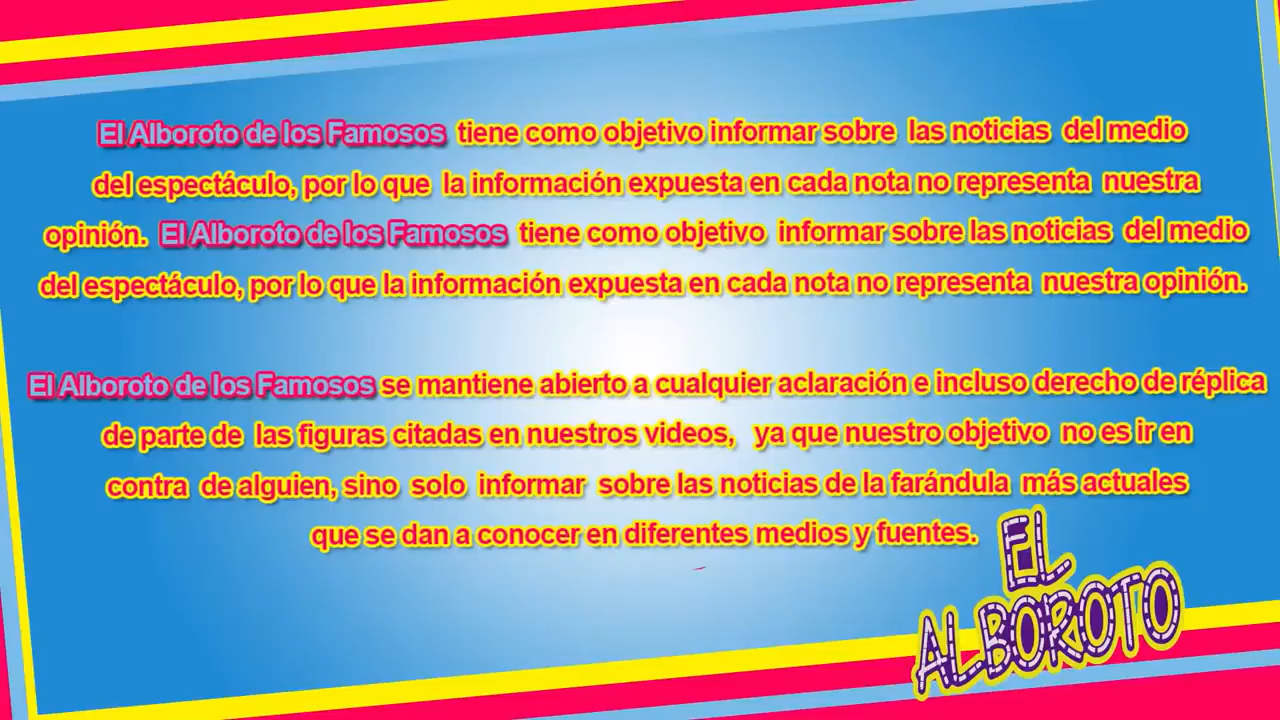 El Alboroto de los Famosos tiene como objetivo informar sobre las noticias del medio
del espectáculo, por lo que la información expuesta en cada nota no representa nuestra
opinión. El Alboroto de los Famosos tiene como objetivo informar sobre las noticias del medio
del espectáculo, por lo que la información expuesta en cada nota no representa nuestra opinión.
El Alboroto de los Famosos se mantiene abierto a cualquier aclaración e incluso derecho de réplica
de parte de las figuras citadas en nuestros videos, ya que nuestro objetivo no es ir en
contra de alguien, sino solo informar sobre las noticias de la farándula más actuales
que se dan a conocer en diferentes medios y fuentes.
EL
ALBOROTO